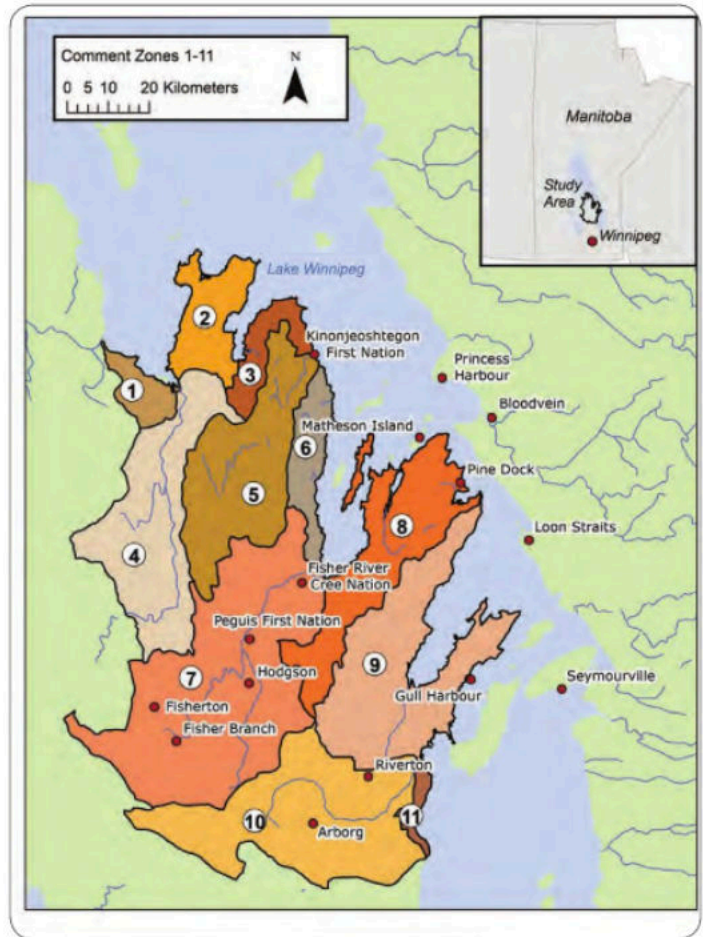 Comment Zones 1-11
0 5 10 20 Kilometers
N
Manitoba
Study
Area
Winnipeg
Lake Winnipeg
2
Kinonjeoshtegon
First Nation
3
1
Princess
Harbour
Bloodvein
Matheson Island
6
Pine Dock
5
8
Loon Straits
4
Fisher River
Cree Nation
Peguis First Nation
9
7
Hodgson
Gull Harbour
Seymourville
Fisherton
Fisher Branch
Riverton
10
Arborg
11